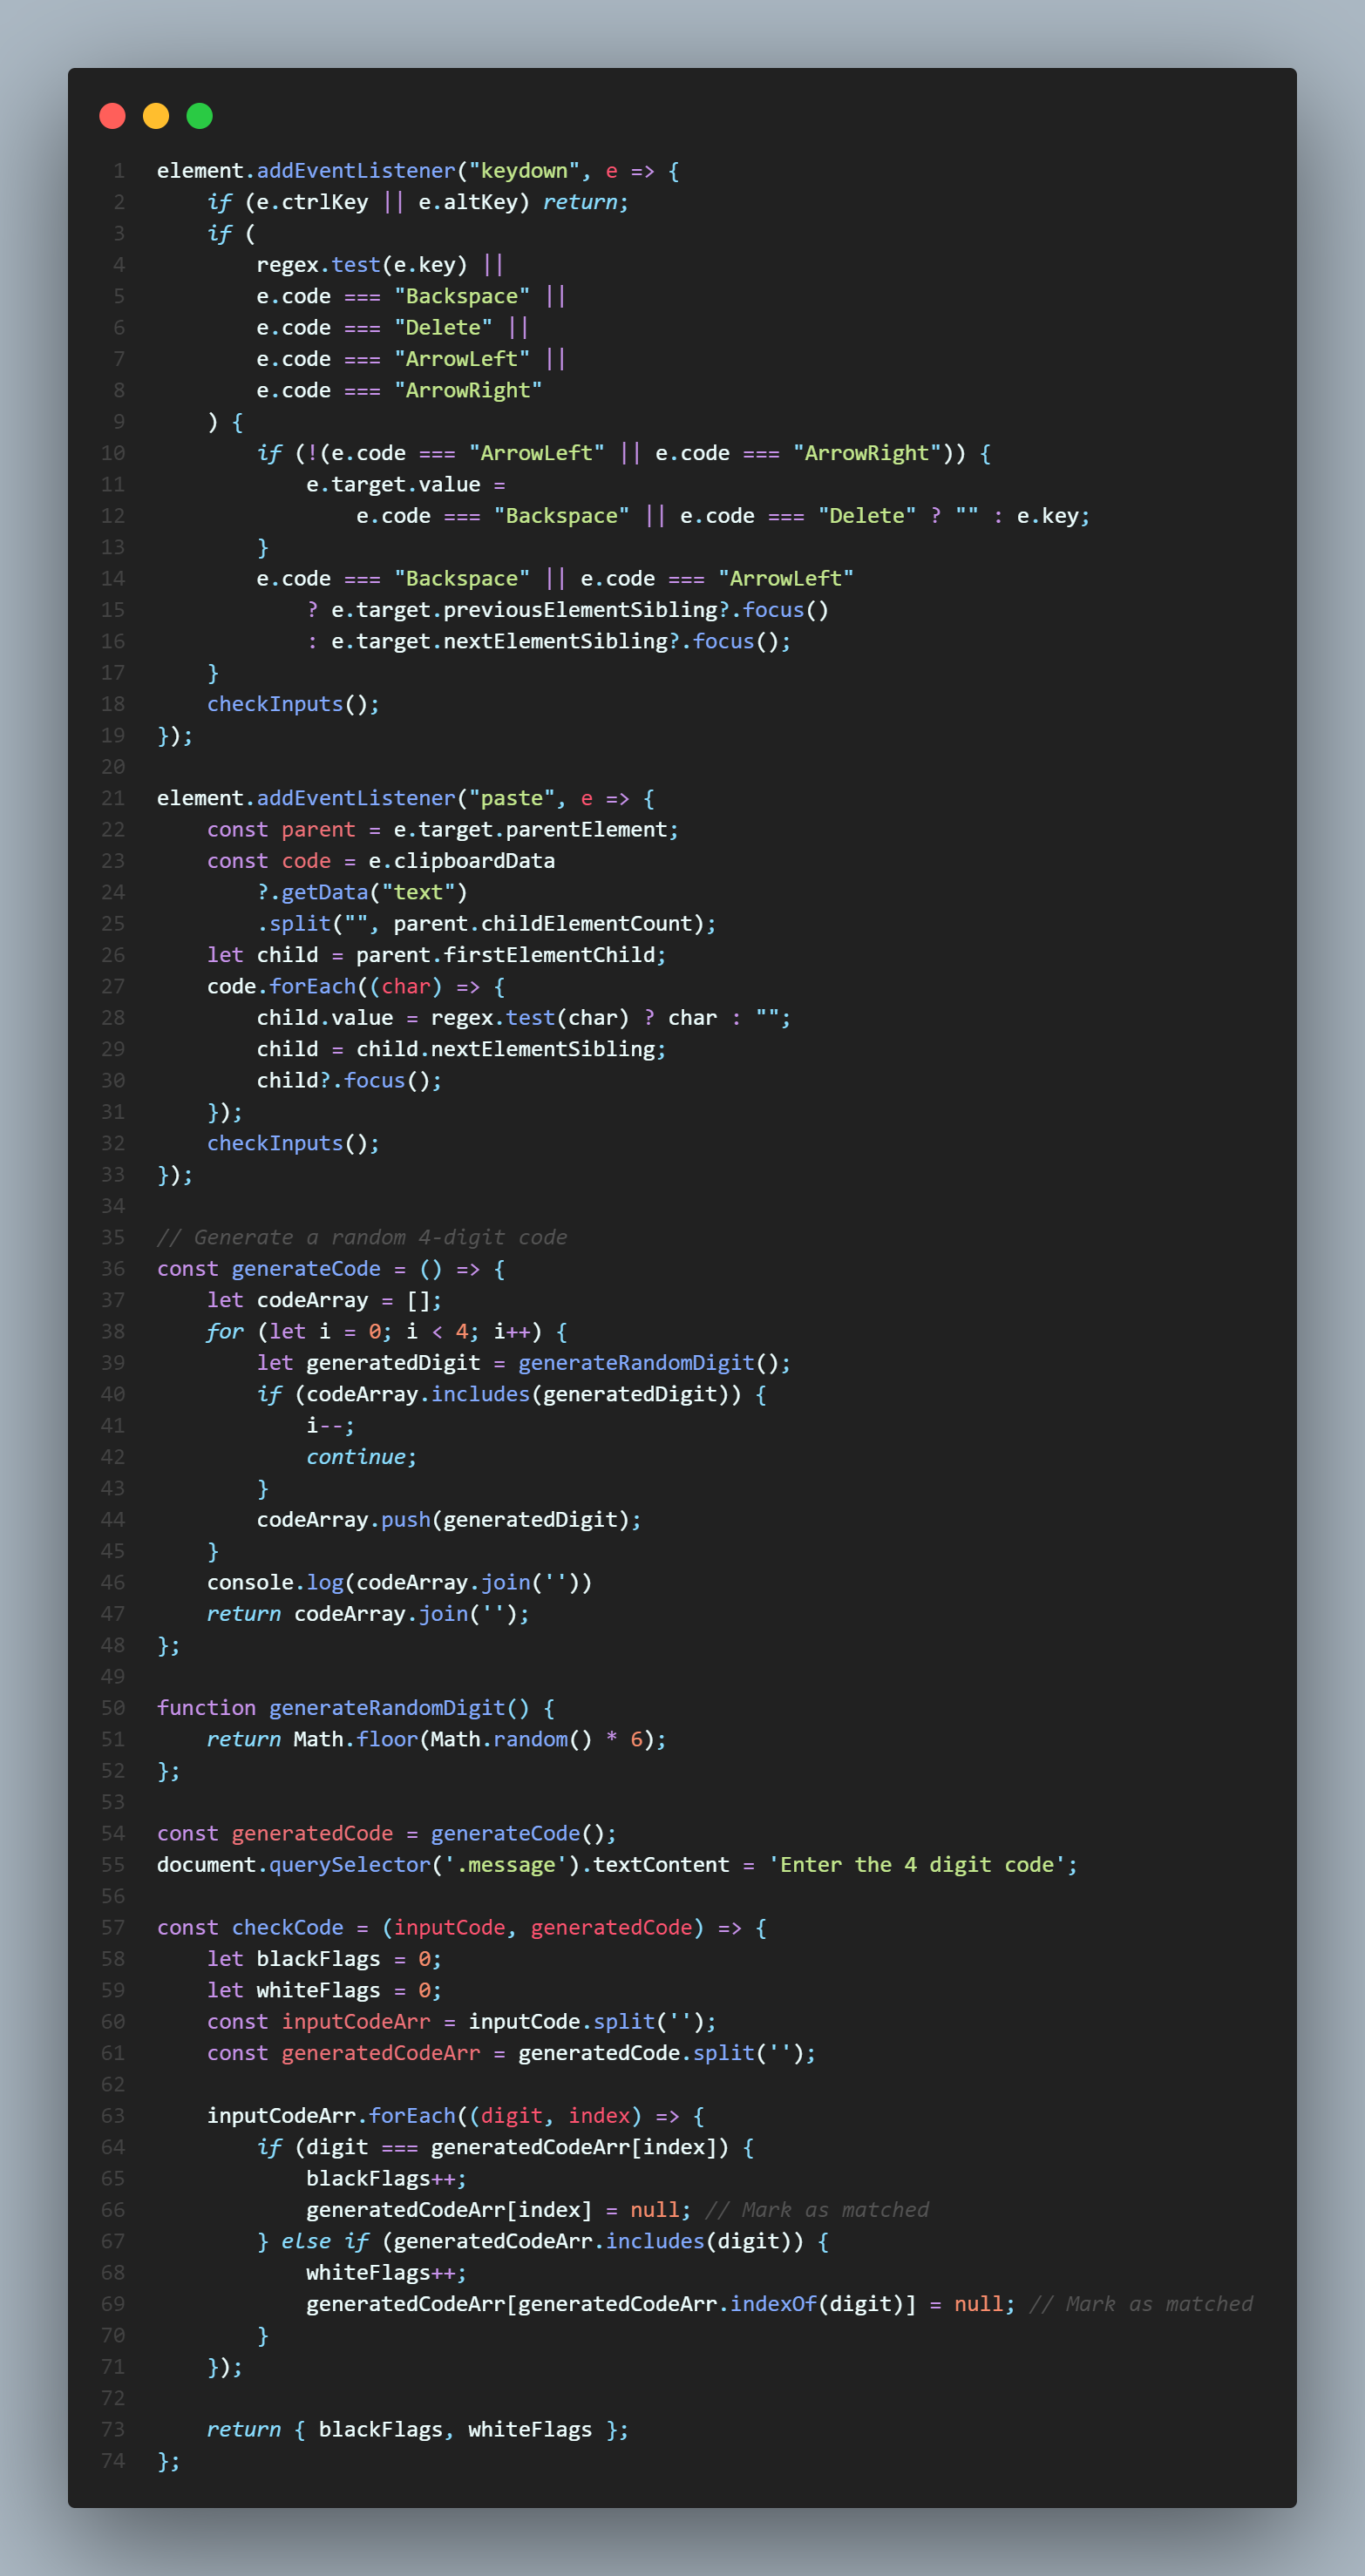 1 element.addEventListener("keydown", e => {
2     if (e.ctrlKey || e.altKey) return;
3     if (
4         regex.test(e.key) ||
5         e.code === "Backspace" ||
6         e.code === "Delete" ||
7         e.code === "ArrowLeft" ||
8         e.code === "ArrowRight"
9     ) {
10         if (!(e.code === "ArrowLeft" || e.code === "ArrowRight")) {
11             e.target.value =
12                 e.code === "Backspace" || e.code === "Delete" ? "" : e.key;
13         }
14         e.code === "Backspace" || e.code === "ArrowLeft"
15             ? e.target.previousElementSibling?.focus()
16             : e.target.nextElementSibling?.focus();
17     }
18     checkInputs();
19 });
20
21 element.addEventListener("paste", e => {
22     const parent = e.target.parentElement;
23     const code = e.clipboardData
24         ?.getData("text")
25         .split("", parent.childElementCount);
26     let child = parent.firstElementChild;
27     code.forEach((char) => {
28         child.value = regex.test(char) ? char : "";
29         child = child.nextElementSibling;
30         child?.focus();
31     });
32     checkInputs();
33 });
34
35 // Generate a random 4-digit code
36 const generateCode = () => {
37     let codeArray = [];
38     for (let i = 0; i < 4; i++) {
39         let generatedDigit = generateRandomDigit();
40         if (codeArray.includes(generatedDigit)) {
41             i--;
42             continue;
43         }
44         codeArray.push(generatedDigit);
45     }
46     console.log(codeArray.join(''))
47     return codeArray.join('');
48 };
49
50 function generateRandomDigit() {
51     return Math.floor(Math.random() * 6);
52 };
53
54 const generatedCode = generateCode();
55 document.querySelector('.message').textContent = 'Enter the 4 digit code';
56
57 const checkCode = (inputCode, generatedCode) => {
58     let blackFlags = 0;
59     let whiteFlags = 0;
60     const inputCodeArr = inputCode.split('');
61     const generatedCodeArr = generatedCode.split('');
62
63     inputCodeArr.forEach((digit, index) => {
64         if (digit === generatedCodeArr[index]) {
65             blackFlags++;
66             generatedCodeArr[index] = null; // Mark as matched
67         } else if (generatedCodeArr.includes(digit)) {
68             whiteFlags++;
69             generatedCodeArr[generatedCodeArr.indexOf(digit)] = null; // Mark as matched
70         }
71     });
72
73     return { blackFlags, whiteFlags };
74 };